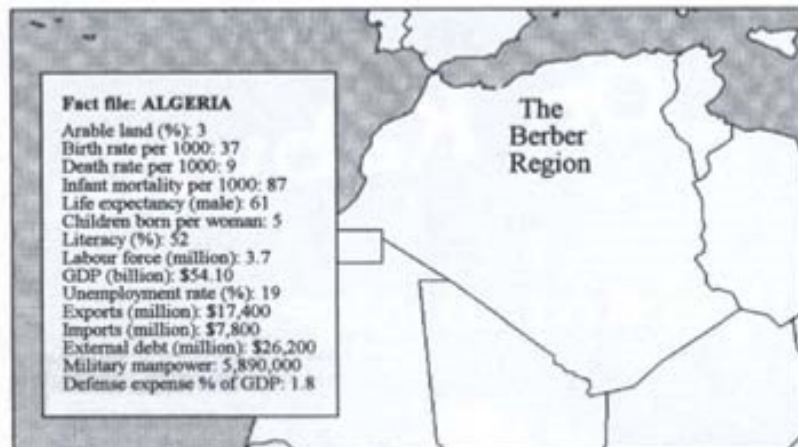 Fact file: ALGERIA
Arable land (%): 3
Birth rate per 1000: 37
Death rate per 1000: 9
Infant mortality per 1000: 87
Life expectancy (male): 61
Children born per woman: 5
Literacy (%): 52
Labour force (million): 3.7
GDP (billion): $54.10
Unemployment rate (%): 19
Exports (million): $17,400
Imports (million): $7,800
External debt (million): $26,200
Military manpower: 5,890,000
Defense expense % of GDP: 1.8
The
Berber
Region